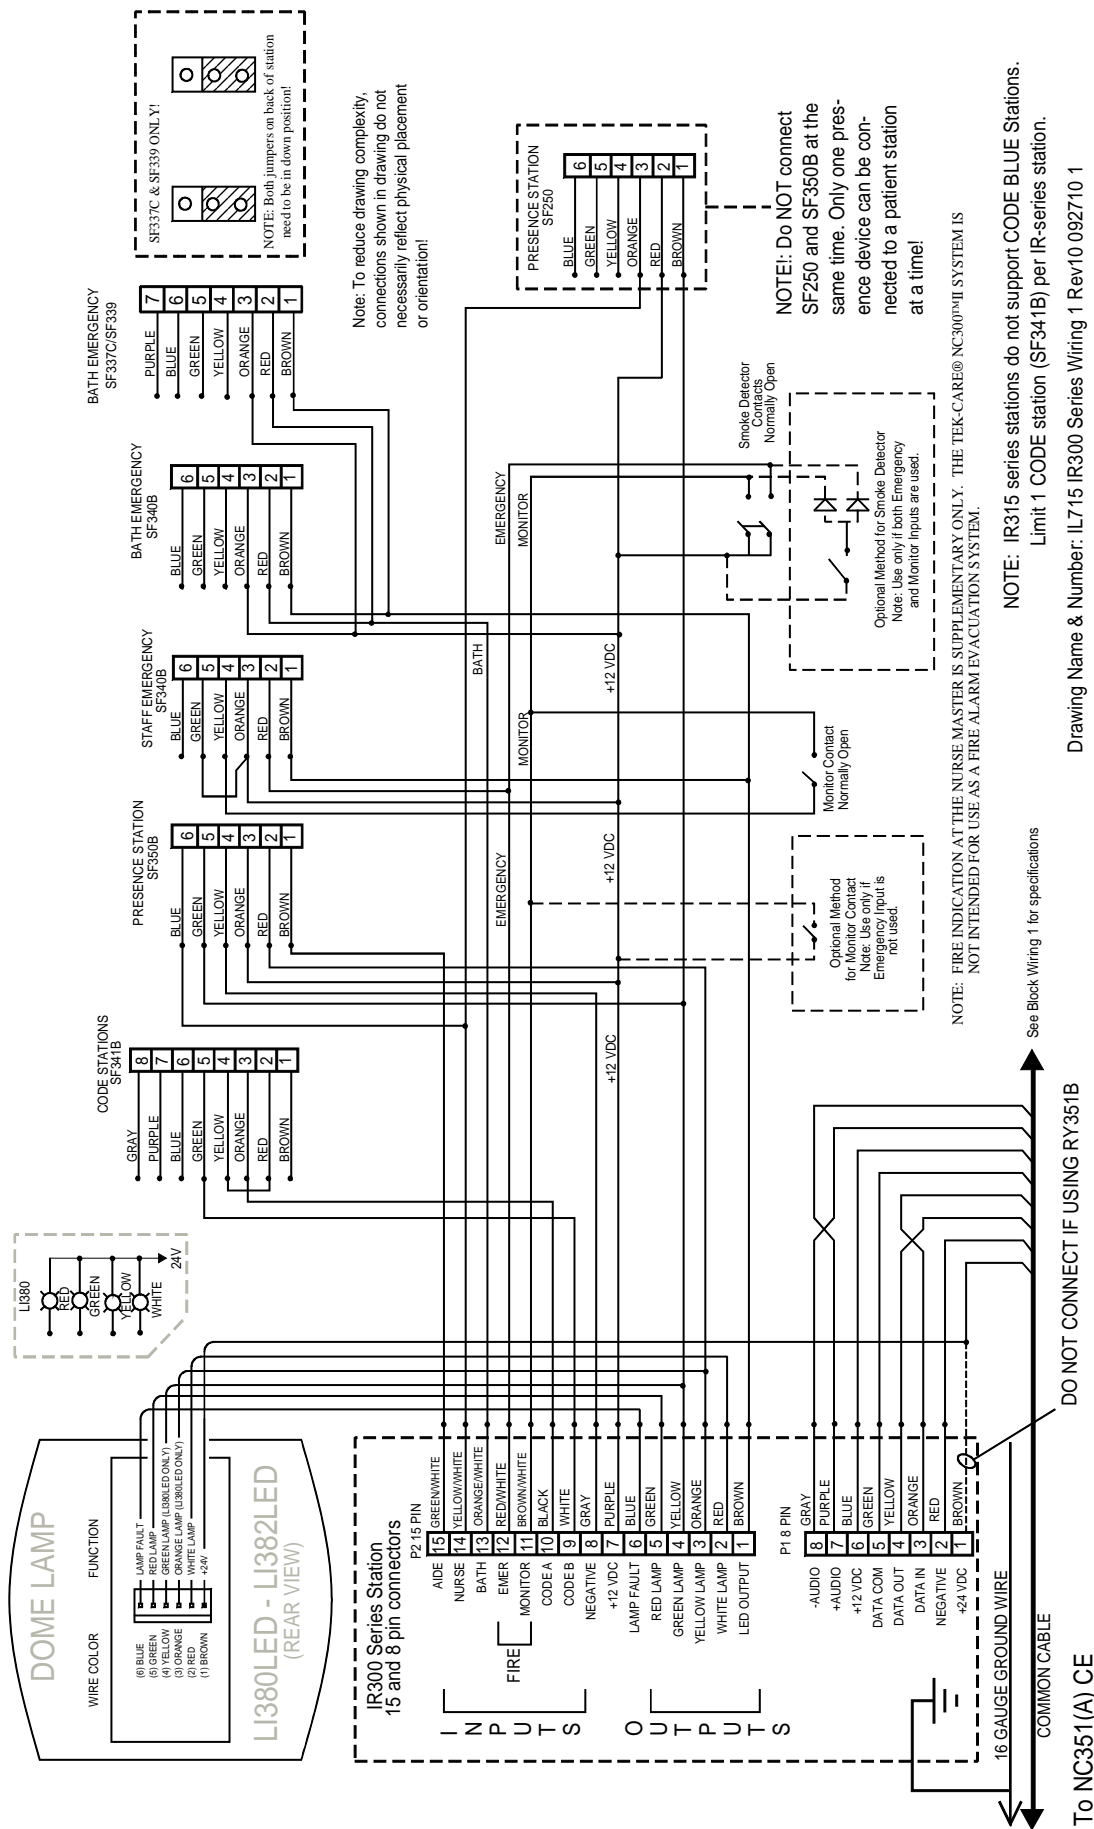 DOME LAMP
WIRE COLOR
FUNCTION
(6) BLUE
(5) GREEN
(4) YELLOW
(3) ORANGE
(2) RED
(1) BROWN
LAMP FAULT
RED LAMP
GREEN LAMP (LI380LED ONLY)
ORANGE LAMP (LI380LED ONLY)
WHITE LAMP
+24V
LI380LED - LI382LED
(REAR VIEW)
LI380
RED
GREEN
YELLOW
WHITE
24V
CODE STATIONS
SF341B
GRAY 8
PURPLE 7
BLUE 6
GREEN 5
YELLOW 4
ORANGE 3
RED 2
BROWN 1
PRESENCE STATION
SF350B
BLUE 6
GREEN 5
YELLOW 4
ORANGE 3
RED 2
BROWN 1
STAFF EMERGENCY
SF340B
BLUE 6
GREEN 5
YELLOW 4
ORANGE 3
RED 2
BROWN 1
BATH EMERGENCY
SF340B
BLUE 6
GREEN 5
YELLOW 4
ORANGE 3
RED 2
BROWN 1
BATH EMERGENCY
SF337C/SF339
PURPLE 7
BLUE 6
GREEN 5
YELLOW 4
ORANGE 3
RED 2
BROWN 1
SF337C & SF339 ONLY!
NOTE: Both jumpers on back of station
need to be in down position!
Note: To reduce drawing complexity,
connections shown in drawing do not
necessarily reflect physical placement
or orientation!
PRESENCE STATION
SF250
BLUE 6
GREEN 5
YELLOW 4
ORANGE 3
RED 2
BROWN 1
NOTE!: Do NOT connect
SF250 and SF350B at the
same time. Only one pres-
ence device can be con-
nected to a patient station
at a time!
IR300 Series Station
15 and 8 pin connectors
P2 15 PIN
INPUTS
FIRE
AIDE 15 GREEN/WHITE
NURSE 14 YELLOW/WHITE
BATH 13 ORANGE/WHITE
EMER 12 RED/WHITE
MONITOR 11 BROWN/WHITE
CODE A 10 BLACK
CODE B 9 WHITE
NEGATIVE 8 GRAY
+12 VDC 7 PURPLE
OUTPUTS
LAMP FAULT 6 BLUE
RED LAMP 5 GREEN
GREEN LAMP 4 YELLOW
YELLOW LAMP 3 ORANGE
WHITE LAMP 2 RED
LED OUTPUT 1 BROWN
BATH
EMERGENCY
EMERGENCY
MONITOR
MONITOR
+12 VDC
+12 VDC
+12 VDC
Smoke Detector
Contacts
Normally Open
Optional Method for Smoke Detector
Note: Use only if both Emergency
and Monitor Inputs are used.
Monitor Contact
Normally Open
Optional Method
for Monitor Contact
Note: Use only if
Emergency Input is
not used.
P1 8 PIN
-AUDIO 8 GRAY
+AUDIO 7 PURPLE
+12 VDC 6 BLUE
DATA COM 5 GREEN
DATA OUT 4 YELLOW
DATA IN 3 ORANGE
NEGATIVE 2 RED
+24 VDC 1 BROWN
NOTE: FIRE INDICATION AT THE NURSE MASTER IS SUPPLEMENTARY ONLY. THE TEK-CARE® NC300™II SYSTEM IS
NOT INTENDED FOR USE AS A FIRE ALARM EVACUATION SYSTEM.
16 GAUGE GROUND WIRE
COMMON CABLE
See Block Wiring 1 for specifications
DO NOT CONNECT IF USING RY351B
To NC351(A) CE
NOTE: IR315 series stations do not support CODE BLUE Stations.
Limit 1 CODE station (SF341B) per IR-series station.
Drawing Name & Number: IL715 IR300 Series Wiring 1 Rev10 092710 1